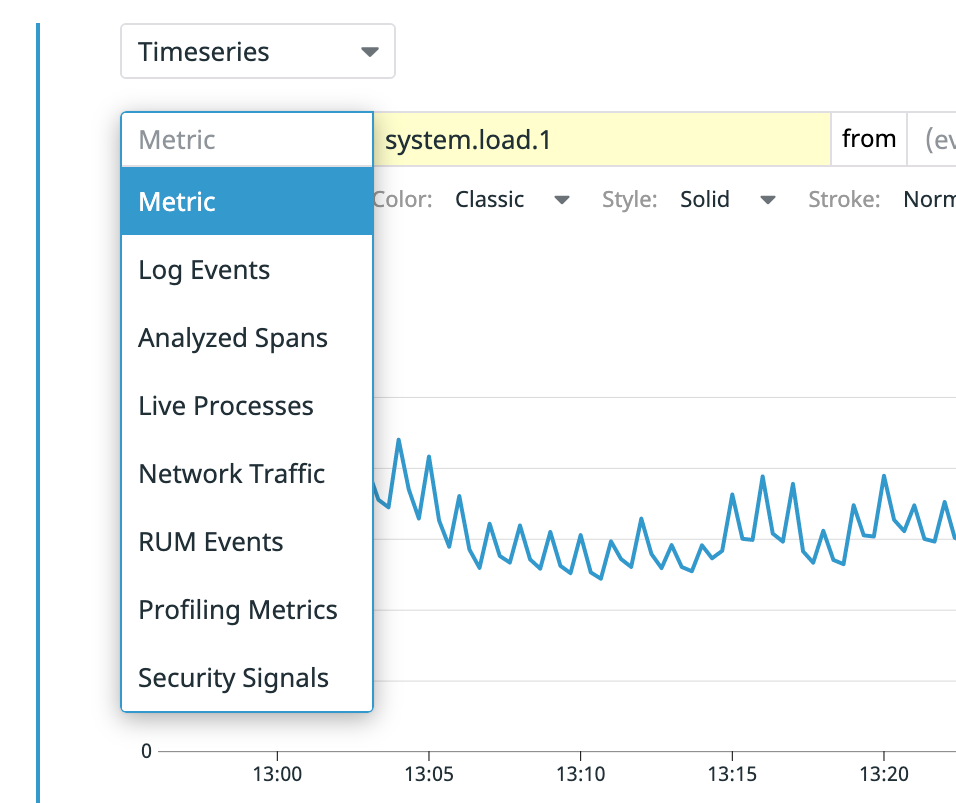 Timeseries
Metric system.load.1 from (ev
Metric
Color: Classic Style: Solid Stroke: Norm
Log Events
Analyzed Spans
Live Processes
Network Traffic
RUM Events
Profiling Metrics
Security Signals
0
13:00 13:05 13:10 13:15 13:20